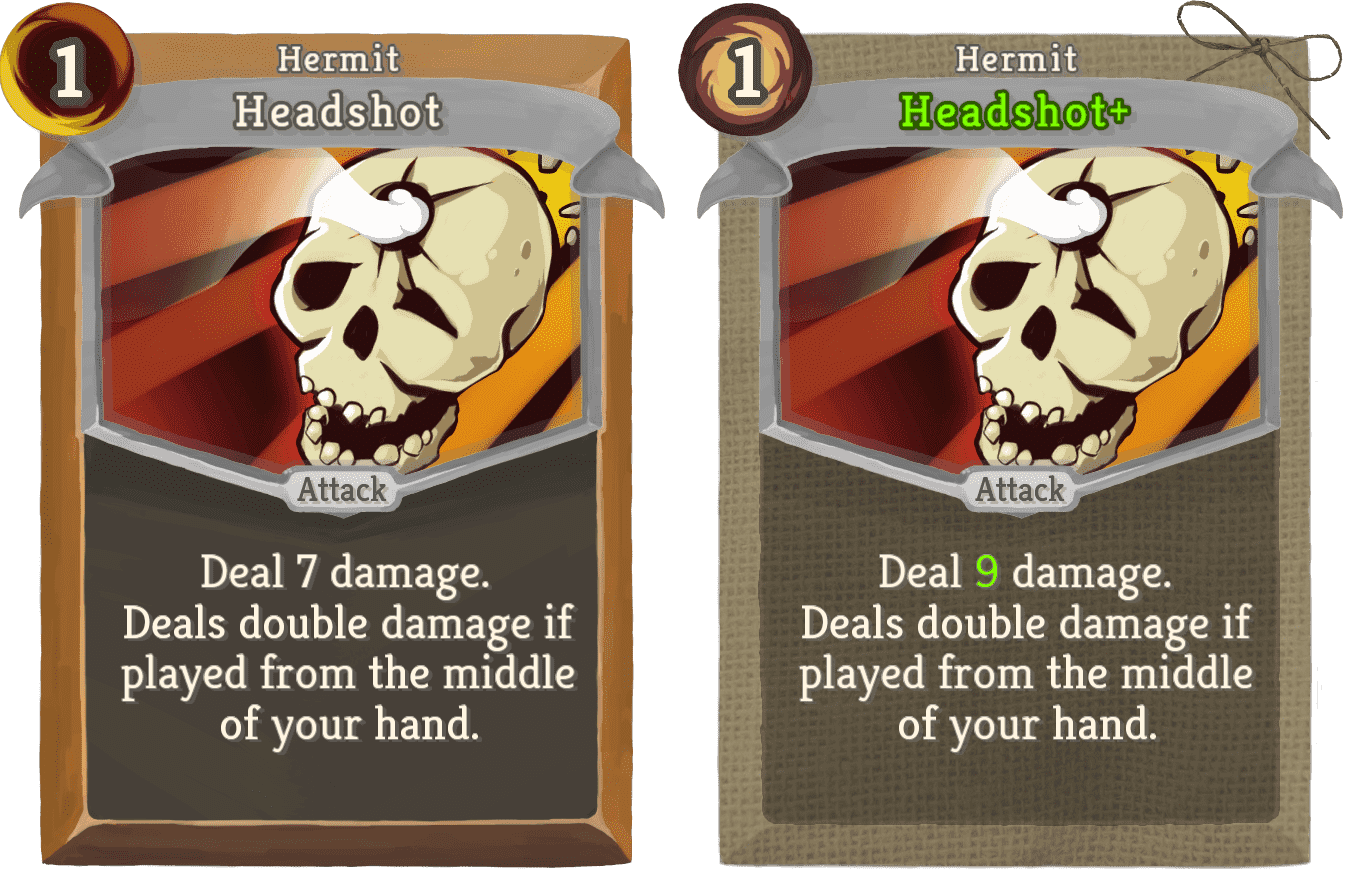 1
Hermit
Headshot
Attack
Deal 7 damage.
Deals double damage if
played from the middle
of your hand.
1
Hermit
Headshot+
Attack
Deal 9 damage.
Deals double damage if
played from the middle
of your hand.